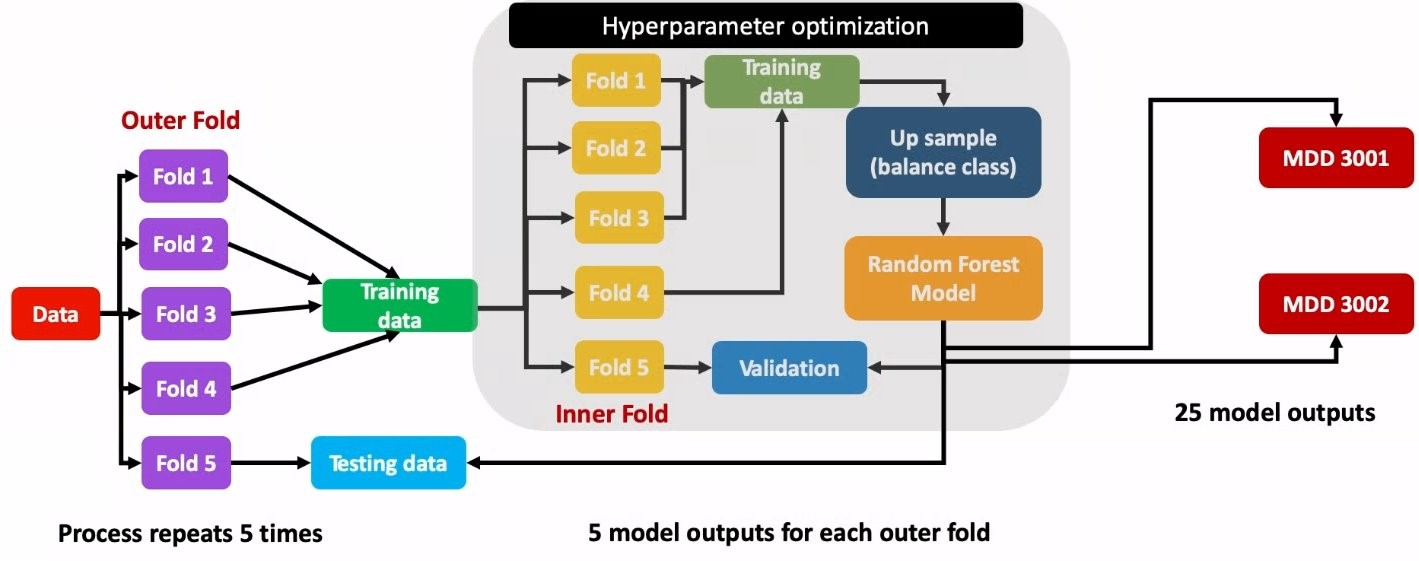 Hyperparameter optimization
Outer Fold
Data
Fold 1
Fold 2
Fold 3
Fold 4
Fold 5
Training
data
Testing data
Fold 1
Fold 2
Fold 3
Fold 4
Fold 5
Inner Fold
Training
data
Up sample
(balance class)
Random Forest
Model
Validation
MDD 3001
MDD 3002
25 model outputs
Process repeats 5 times
5 model outputs for each outer fold